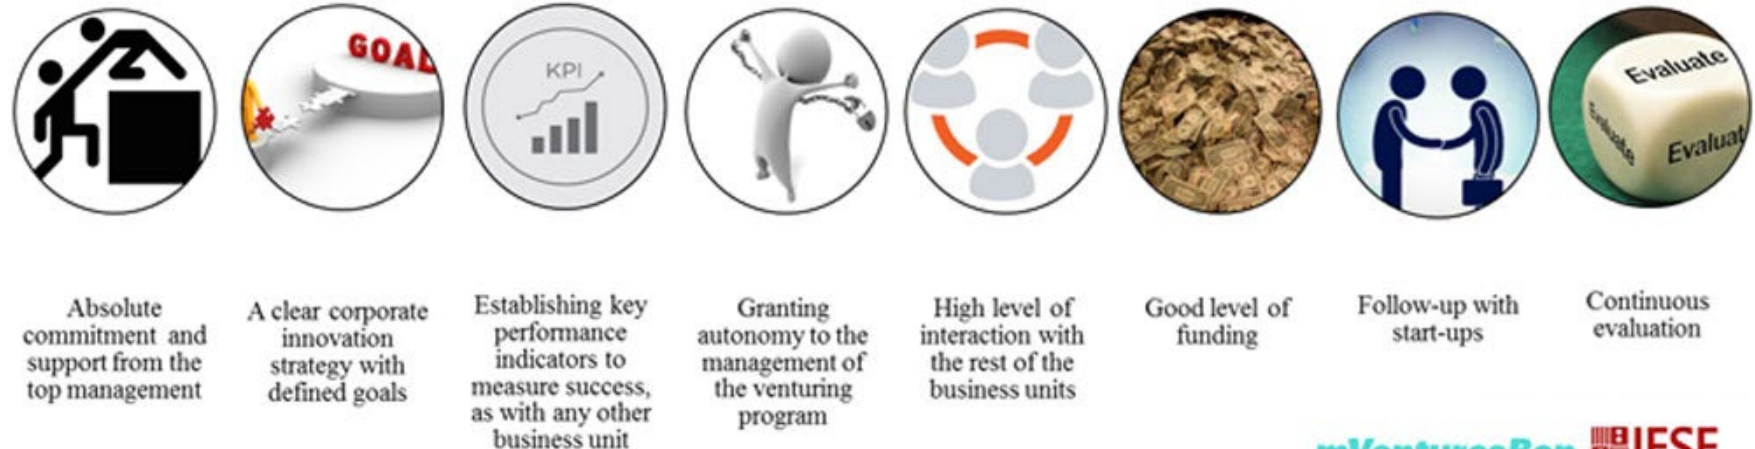 GOAL
KPI
Evaluate
Evaluate
Evaluat
Absolute
commitment and
support from the
top management
A clear corporate
innovation
strategy with
defined goals
Establishing key
performance
indicators to
measure success,
as with any other
business unit
Granting
autonomy to the
management of
the venturing
program
High level of
interaction with
the rest of the
business units
Good level of
funding
Follow-up with
start-ups
Continuous
evaluation
mVenturesBcn
IESE